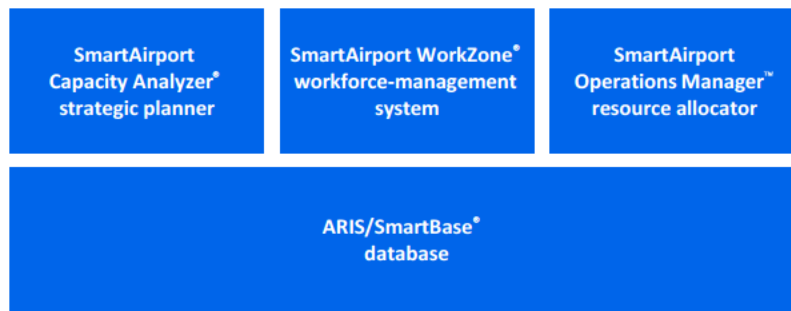 SmartAirport
Capacity Analyzer®
strategic planner
SmartAirport WorkZone®
workforce-management
system
SmartAirport
Operations Manager™
resource allocator
ARIS/SmartBase®
database